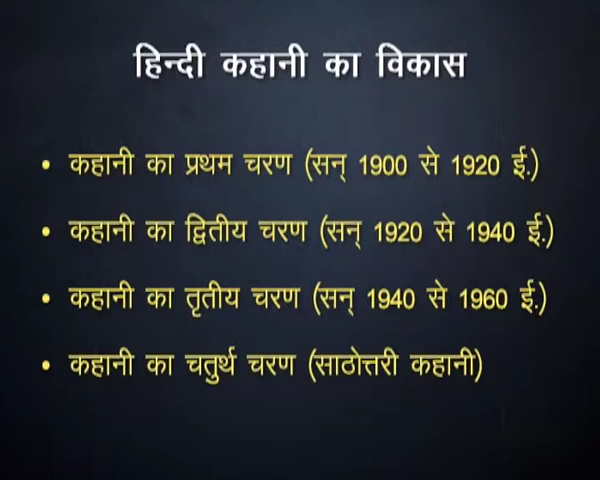 हिन्दी कहानी का विकास
• कहानी का प्रथम चरण (सन् 1900 से 1920 ई.)
• कहानी का द्वितीय चरण (सन् 1920 से 1940 ई.)
• कहानी का तृतीय चरण (सन् 1940 से 1960 ई.)
• कहानी का चतुर्थ चरण (साठोत्तरी कहानी)